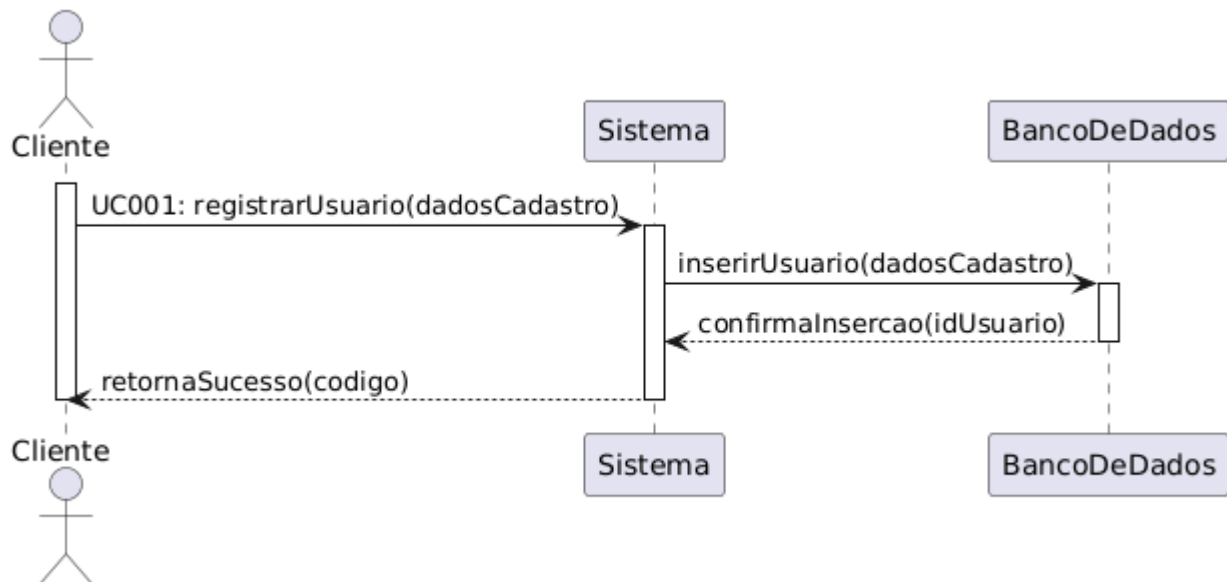 Cliente
Sistema
BancoDeDados
UC001: registrarUsuario(dadosCadastro)
inserirUsuario(dadosCadastro)
confirmaInsercao(idUsuario)
retornaSucesso(codigo)
Cliente
Sistema
BancoDeDados